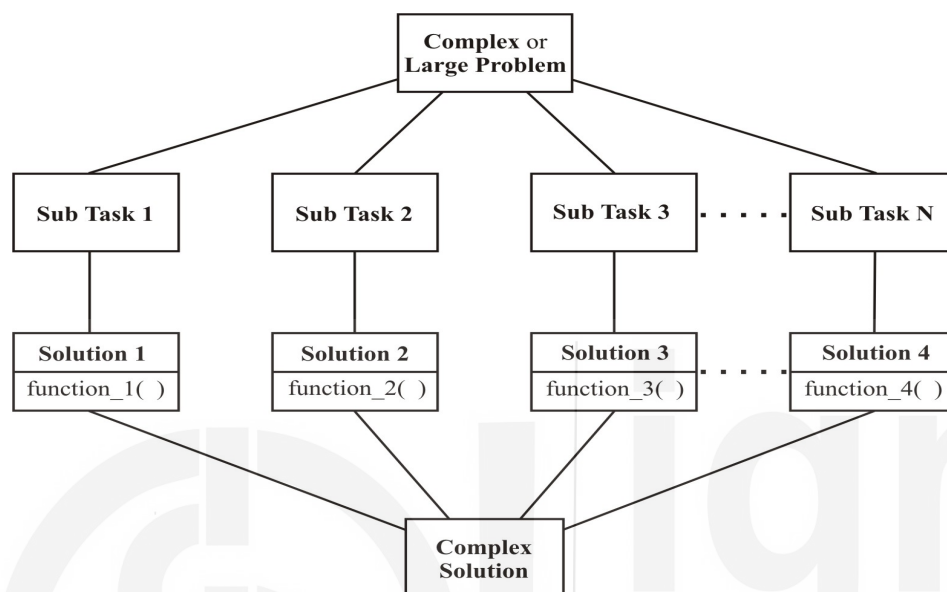 Complex or
Large Problem
Sub Task 1
Sub Task 2
Sub Task 3
Sub Task N
Solution 1
Solution 2
Solution 3
Solution 4
function_1( )
function_2( )
function_3( )
function_4( )
Complex
Solution